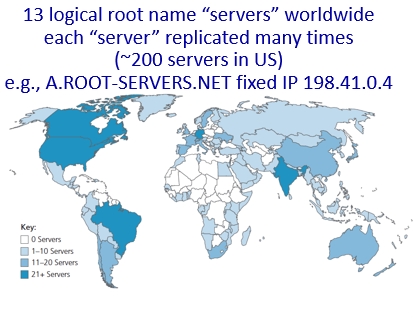 13 logical root name “servers” worldwide
each “server” replicated many times
(~200 servers in US)
e.g., A.ROOT-SERVERS.NET fixed IP 198.41.0.4
Key:
0 Servers
1–10 Servers
11–20 Servers
21+ Servers